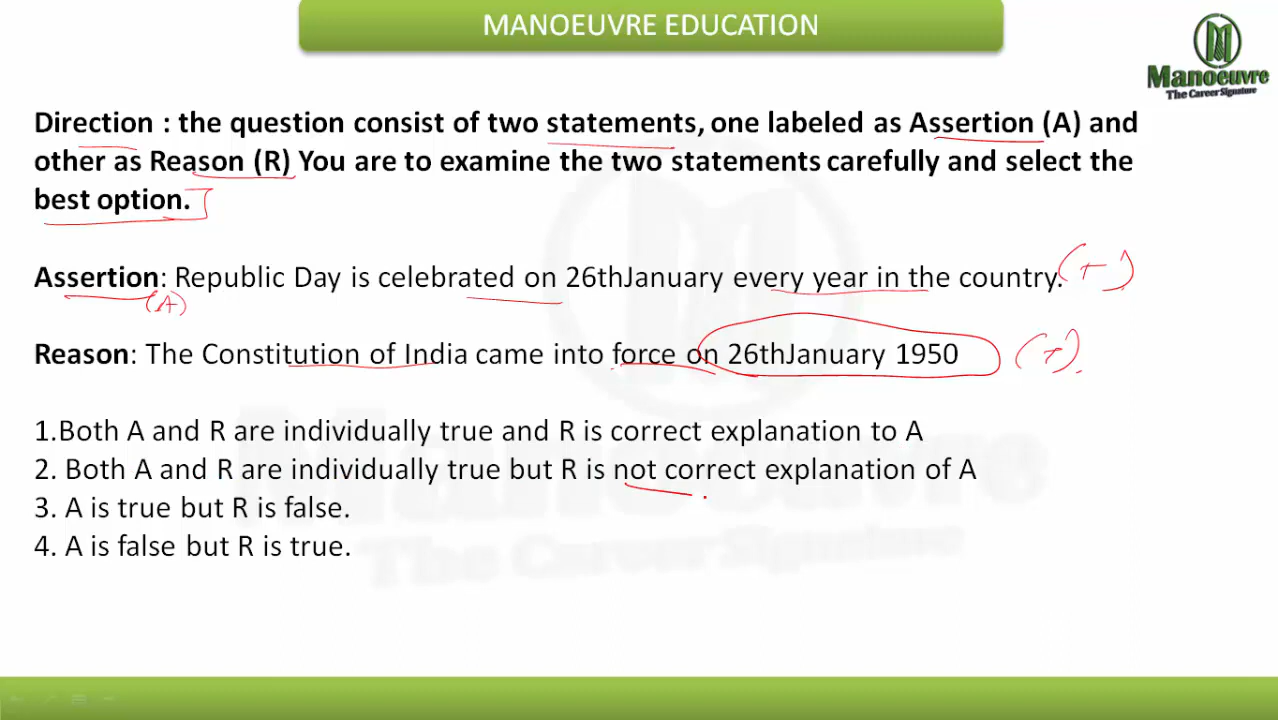 MANOEUVRE EDUCATION
Manoeuvre
The Career Signature
Direction : the question consist of two statements, one labeled as Assertion (A) and
other as Reason (R) You are to examine the two statements carefully and select the
best option.
Assertion: Republic Day is celebrated on 26thJanuary every year in the country. (T)
(A)
Reason: The Constitution of India came into force on 26thJanuary 1950 (T)
1.Both A and R are individually true and R is correct explanation to A
2. Both A and R are individually true but R is not correct explanation of A
3. A is true but R is false.
4. A is false but R is true.
Manoeuvre
The Career Signature